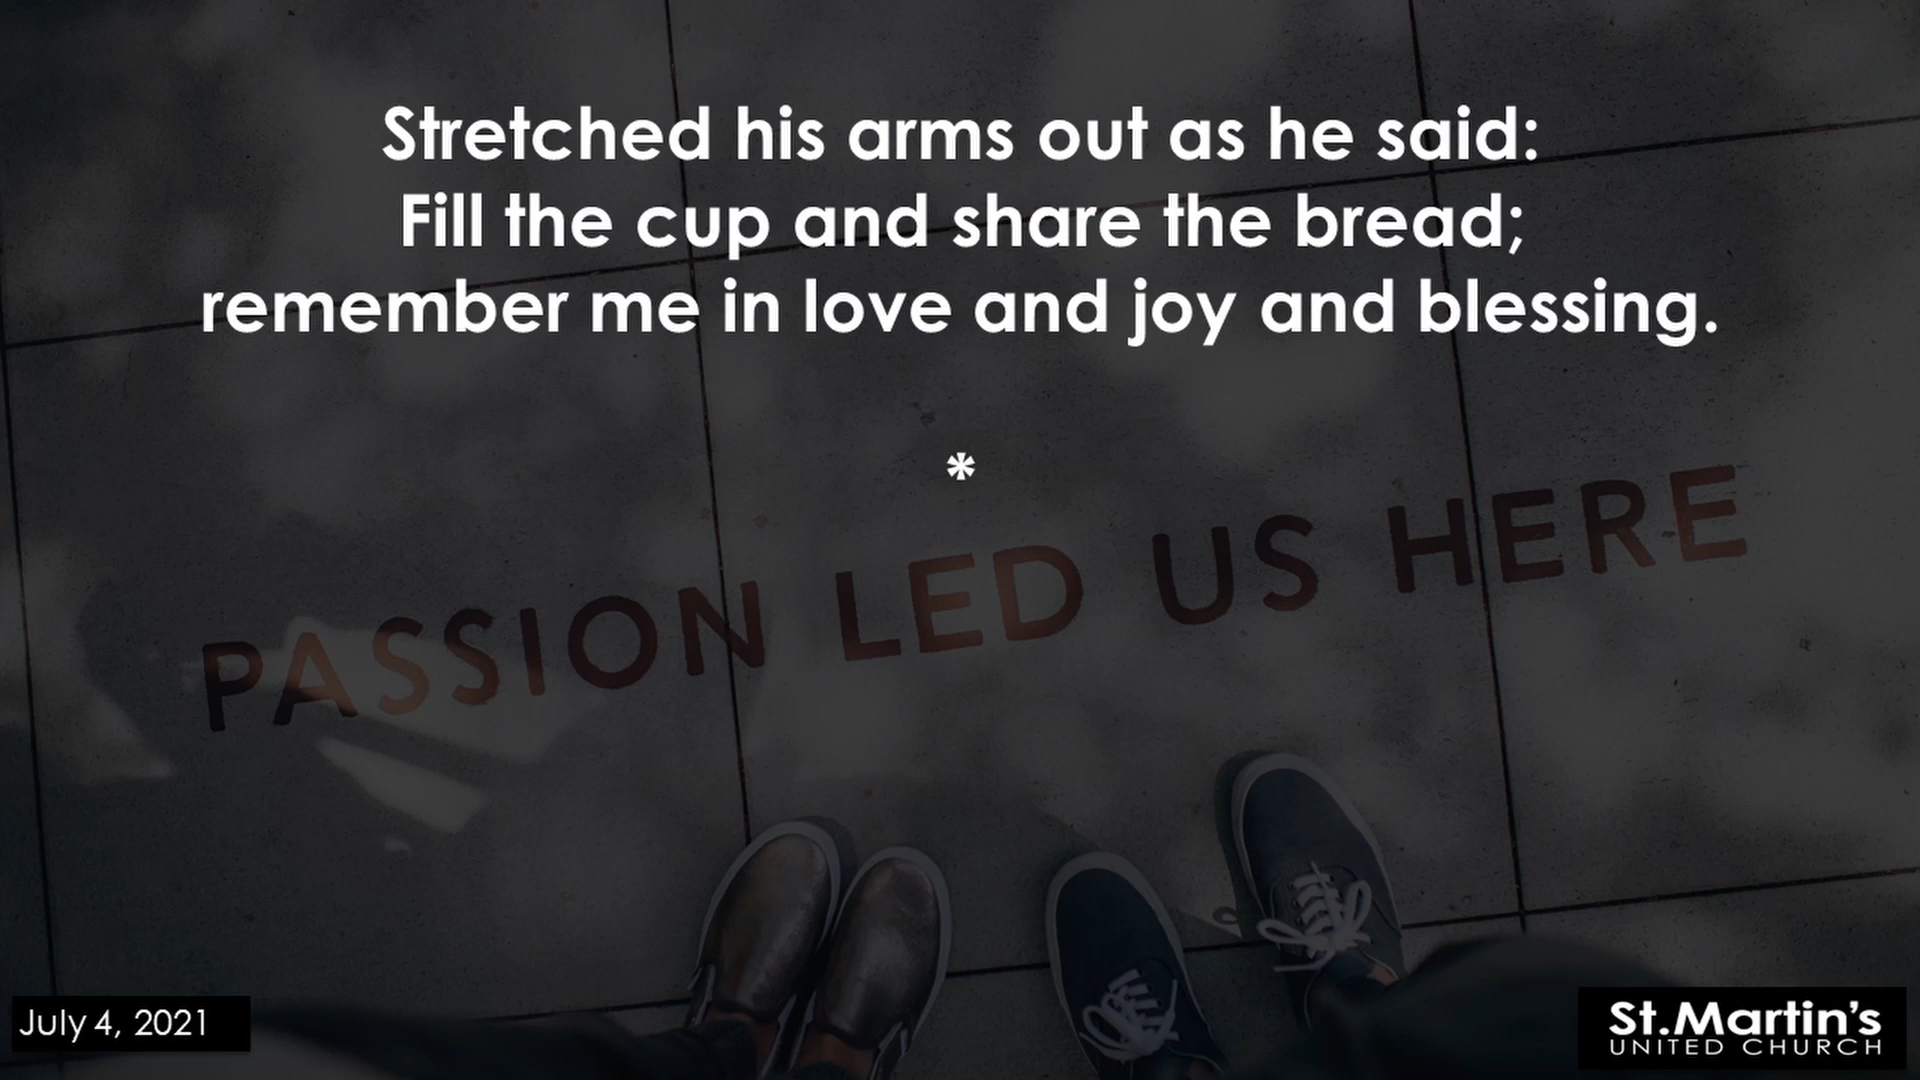 Stretched his arms out as he said:
Fill the cup and share the bread;
remember me in love and joy and blessing.
*
PASSION LED US HERE
July 4, 2021
St.Martin's
UNITED CHURCH